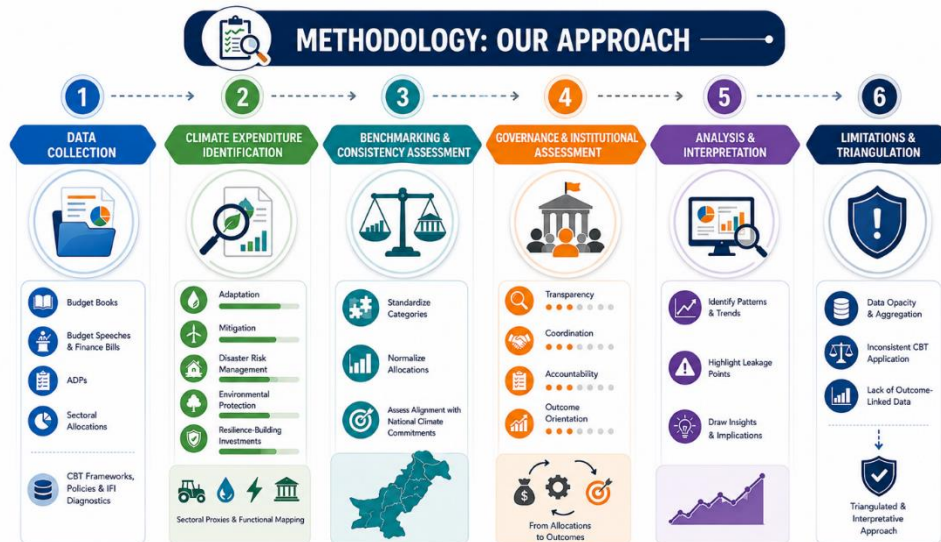 METHODOLOGY: OUR APPROACH
1
2
3
4
5
6
DATA
COLLECTION
Budget Books
Budget Speeches
& Finance Bills
ADPs
Sectoral
Allocations
CBT Frameworks,
Policies & IFI
Diagnostics
CLIMATE EXPENDITURE
IDENTIFICATION
Adaptation
Mitigation
Disaster Risk
Management
Environmental
Protection
Resilience-Building
Investments
Sectoral Proxies & Functional Mapping
BENCHMARKING &
CONSISTENCY ASSESSMENT
Standardize
Categories
Normalize
Allocations
Assess Alignment with
National Climate
Commitments
GOVERNANCE & INSTITUTIONAL
ASSESSMENT
Transparency
Coordination
Accountability
Outcome
Orientation
$
From Allocations
to Outcomes
ANALYSIS &
INTERPRETATION
Identify Patterns
& Trends
Highlight Leakage
Points
Draw Insights
& Implications
LIMITATIONS &
TRIANGULATION
Data Opacity
& Aggregation
Inconsistent CBT
Application
Lack of Outcome-
Linked Data
Triangulated &
Interpretative
Approach